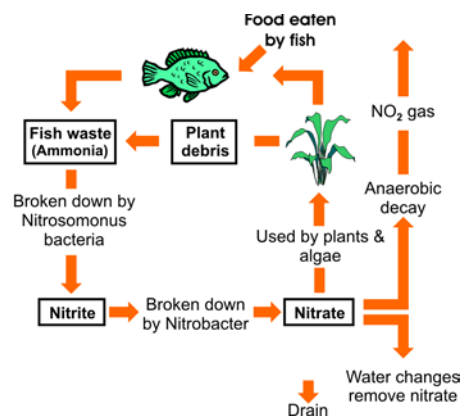 Food eaten
by fish
NO₂ gas
Fish waste
(Ammonia)
Plant
debris
Anaerobic
decay
Broken down by
Nitrosomonus
bacteria
Used by plants &
algae
Nitrite
Broken down
by Nitrobacter
Nitrate
Water changes
remove nitrate
Drain